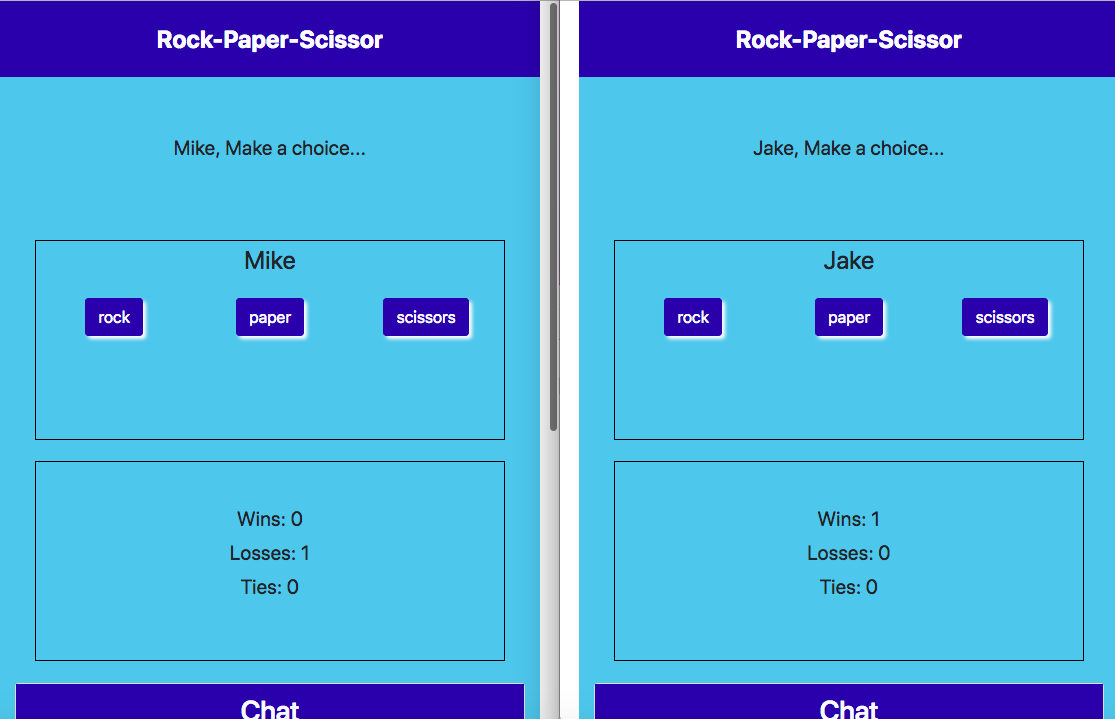 Rock-Paper-Scissor
Mike, Make a choice...
Mike
rock paper scissors
Wins: 0
Losses: 1
Ties: 0
Chat
Rock-Paper-Scissor
Jake, Make a choice...
Jake
rock paper scissors
Wins: 1
Losses: 0
Ties: 0
Chat